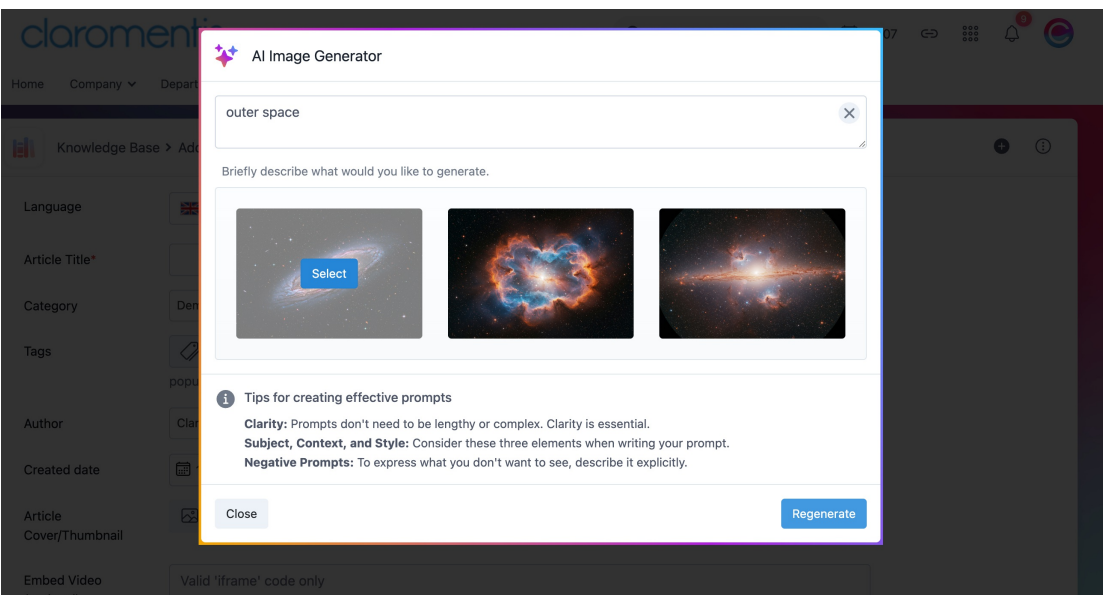 claromentis
07
0
Home Company Depart
AI Image Generator
outer space
Briefly describe what would you like to generate.
Select
Tips for creating effective prompts
Clarity: Prompts don't need to be lengthy or complex. Clarity is essential.
Subject, Context, and Style: Consider these three elements when writing your prompt.
Negative Prompts: To express what you don't want to see, describe it explicitly.
Close
Regenerate
Knowledge Base > Add
Language
Article Title*
Category Dem
Tags
popu
Author Clar
Created date
Article
Cover/Thumbnail
Embed Video Valid 'iframe' code only